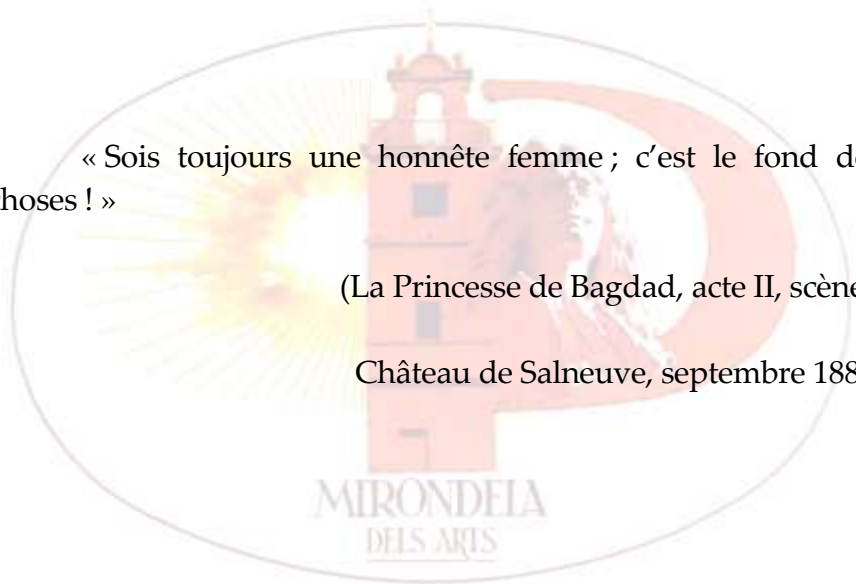 « Sois toujours une honnête femme ; c’est le fond
hoses ! »
(La Princesse de Bagdad, acte II, scène
Château de Salneuve, septembre 188
MIRONDELA
DELS ARTS